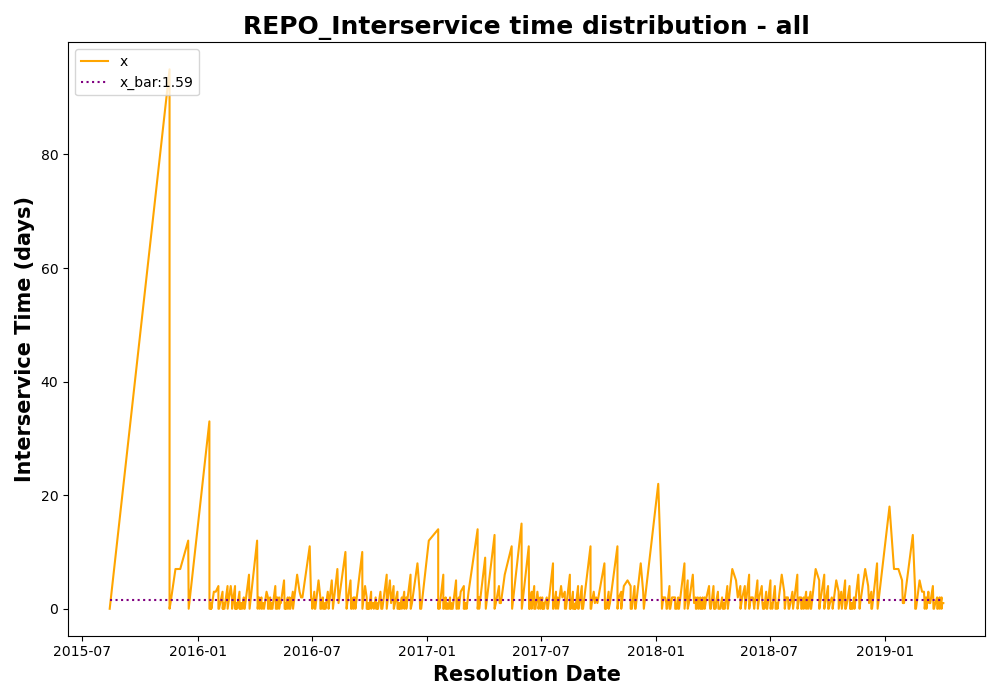 REPO_Interservice time distribution - all
x
x_bar:1.59
Interservice Time (days)
80
60
40
20
0
2015-07 2016-01 2016-07 2017-01 2017-07 2018-01 2018-07 2019-01
Resolution Date